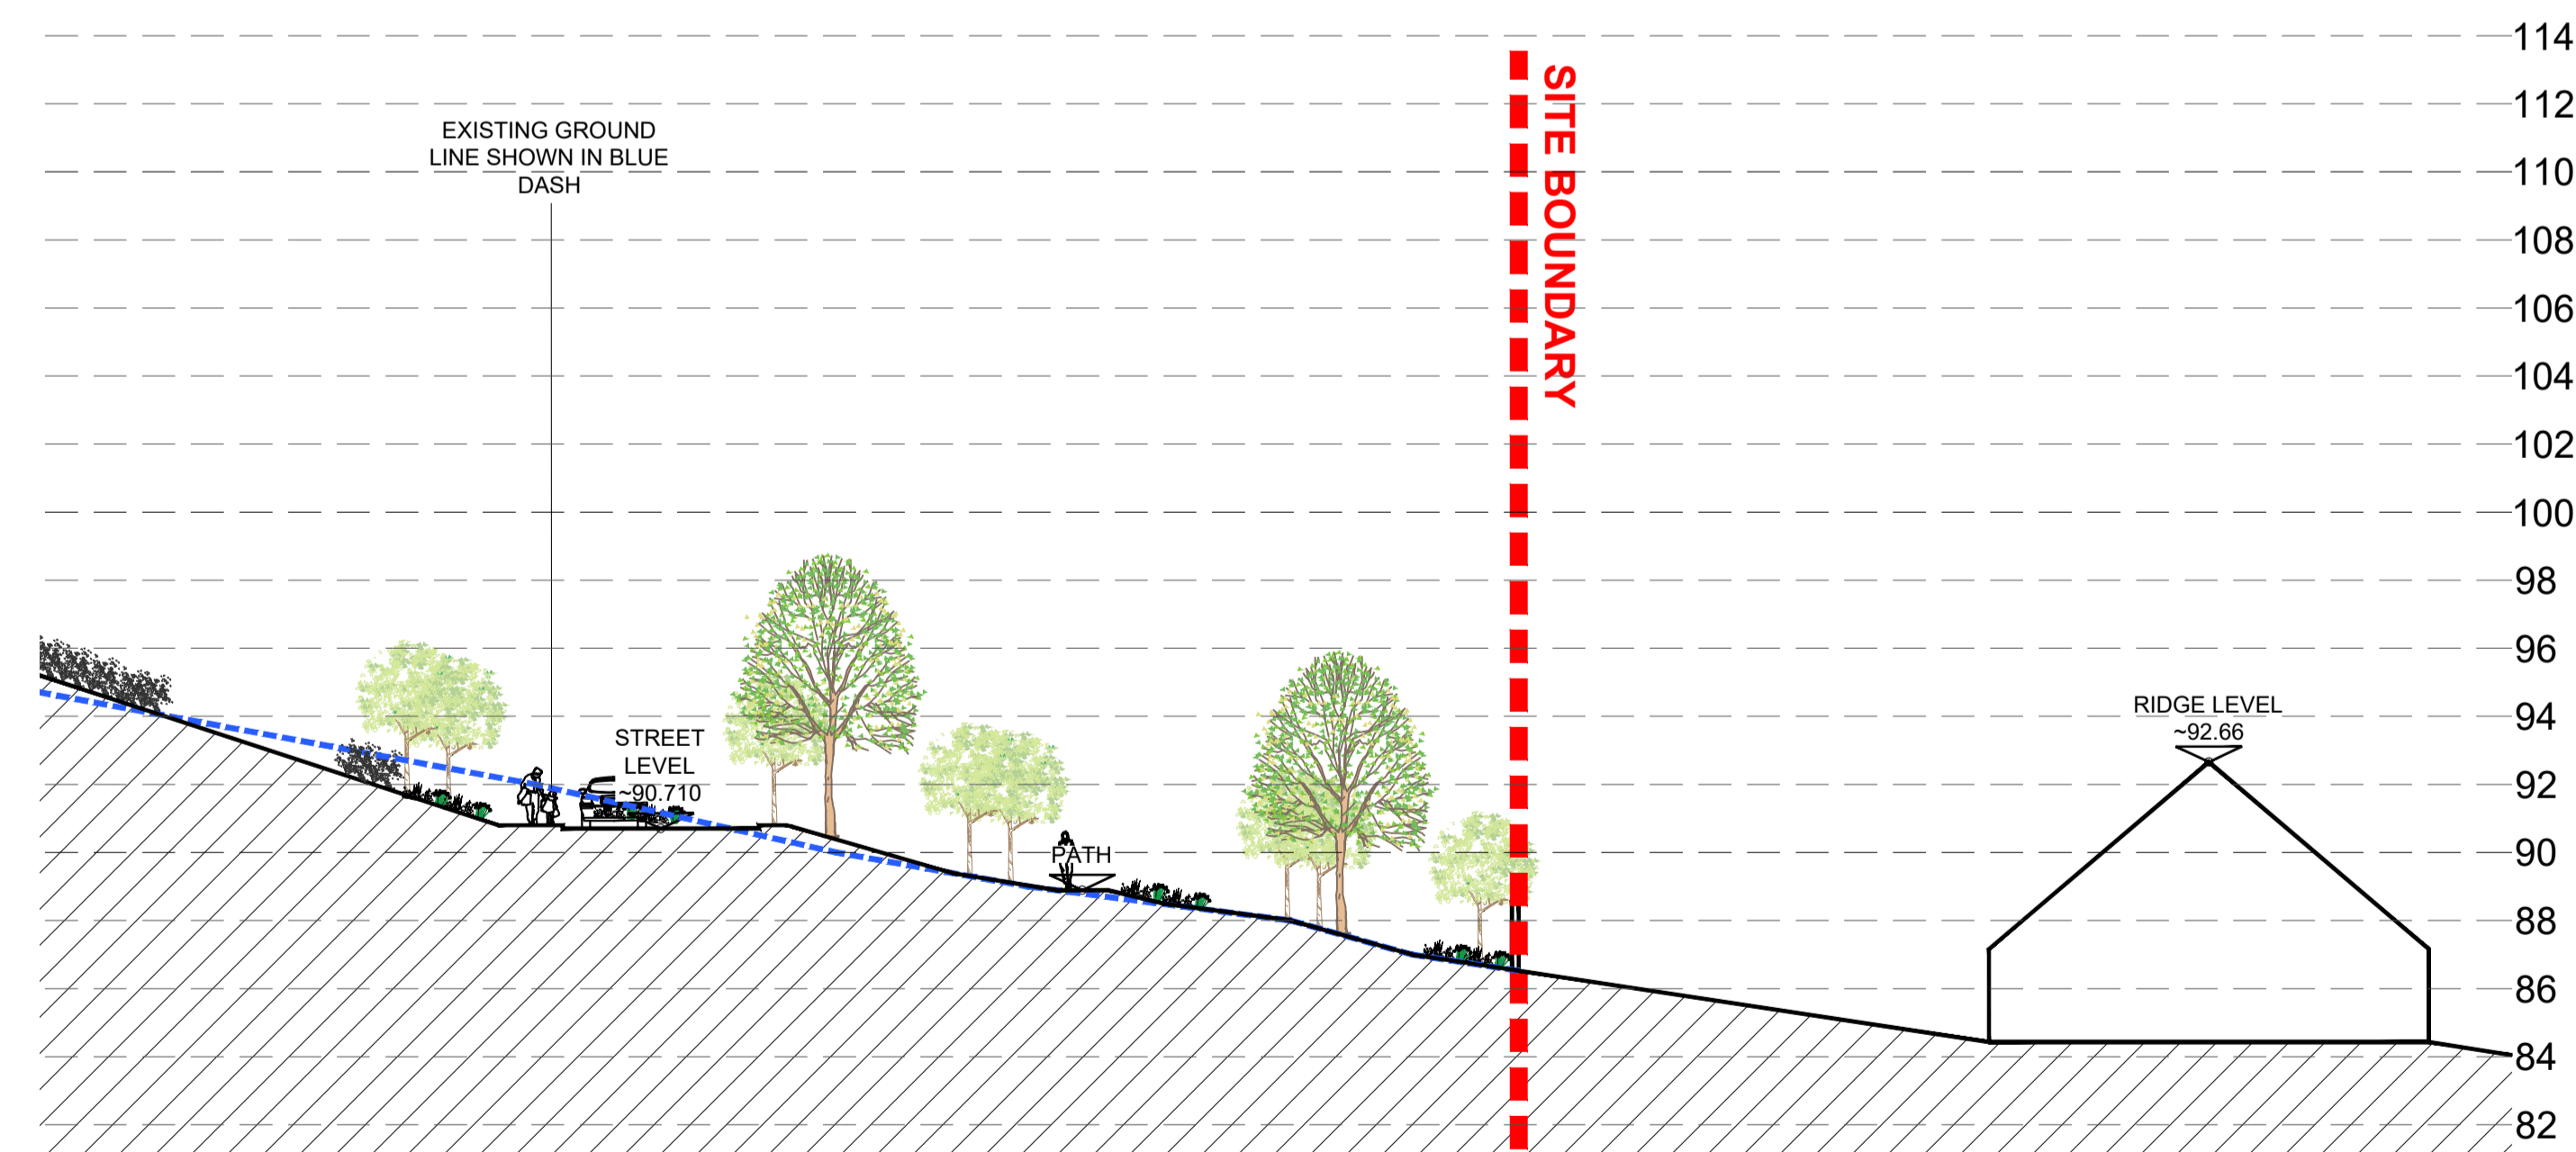 114
112
110
108
106
104
102
100
98
96
94
92
90
88
86
84
82
EXISTING GROUND
LINE SHOWN IN BLUE
DASH
SITE BOUNDARY
STREET
LEVEL
~90.710
PATH
RIDGE LEVEL
~92.66